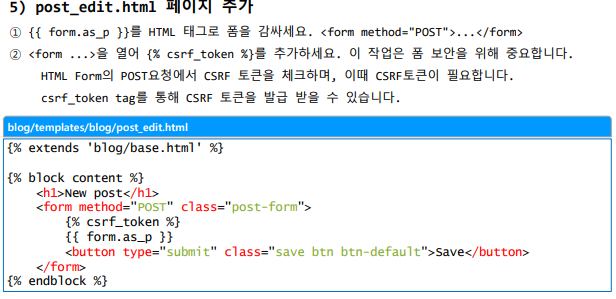 5) post_edit.html 페이지 추가
① {{ form.as_p }}를 HTML 태그로 폼을 감싸세요. <form method="POST">...</form>
② <form ...>을 열어 {% csrf_token %}를 추가하세요. 이 작업은 폼 보안을 위해 중요합니다.
HTML Form의 POST요청에서 CSRF 토큰을 체크하며, 이때 CSRF토큰이 필요합니다.
csrf_token tag를 통해 CSRF 토큰을 발급 받을 수 있습니다.
blog/templates/blog/post_edit.html
{% extends 'blog/base.html' %}
{% block content %}
    <h1>New post</h1>
    <form method="POST" class="post-form">
        {% csrf_token %}
        {{ form.as_p }}
        <button type="submit" class="save btn btn-default">Save</button>
    </form>
{% endblock %}